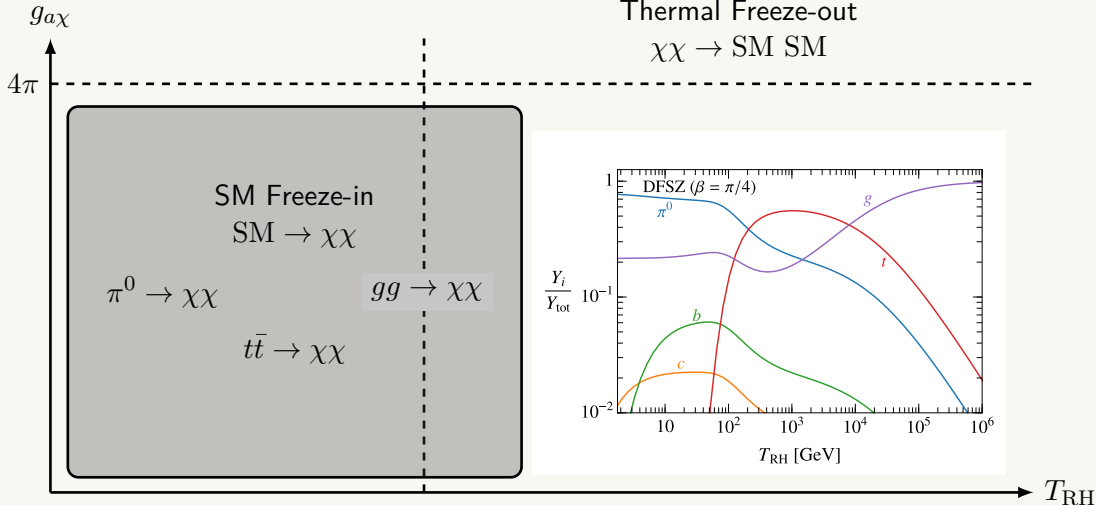 Thermal Freeze-out
χχ → SM SM
g_{aχ}
4π
SM Freeze-in
SM → χχ
π⁰ → χχ
gg → χχ
tt̄ → χχ
DFSZ (β = π/4)
π⁰
g
t
b
c
Y_i
Y_tot
1
10⁻¹
10⁻²
10 10² 10³ 10⁴ 10⁵ 10⁶
T_RH [GeV]
T_RH